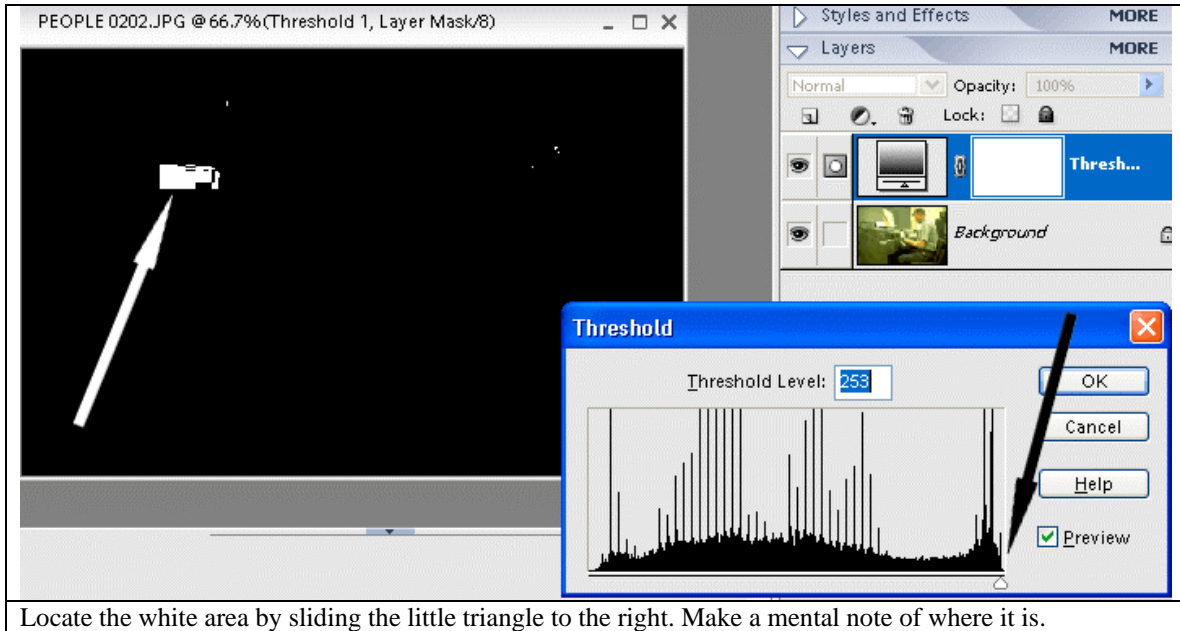 PEOPLE 0202.JPG @ 66.7% (Threshold 1, Layer Mask/8)
Styles and Effects MORE
Layers MORE
Normal Opacity: 100%
Lock:
Thresh...
Background
Threshold
Threshold Level: 253
OK
Cancel
Help
Preview
Locate the white area by sliding the little triangle to the right. Make a mental note of where it is.